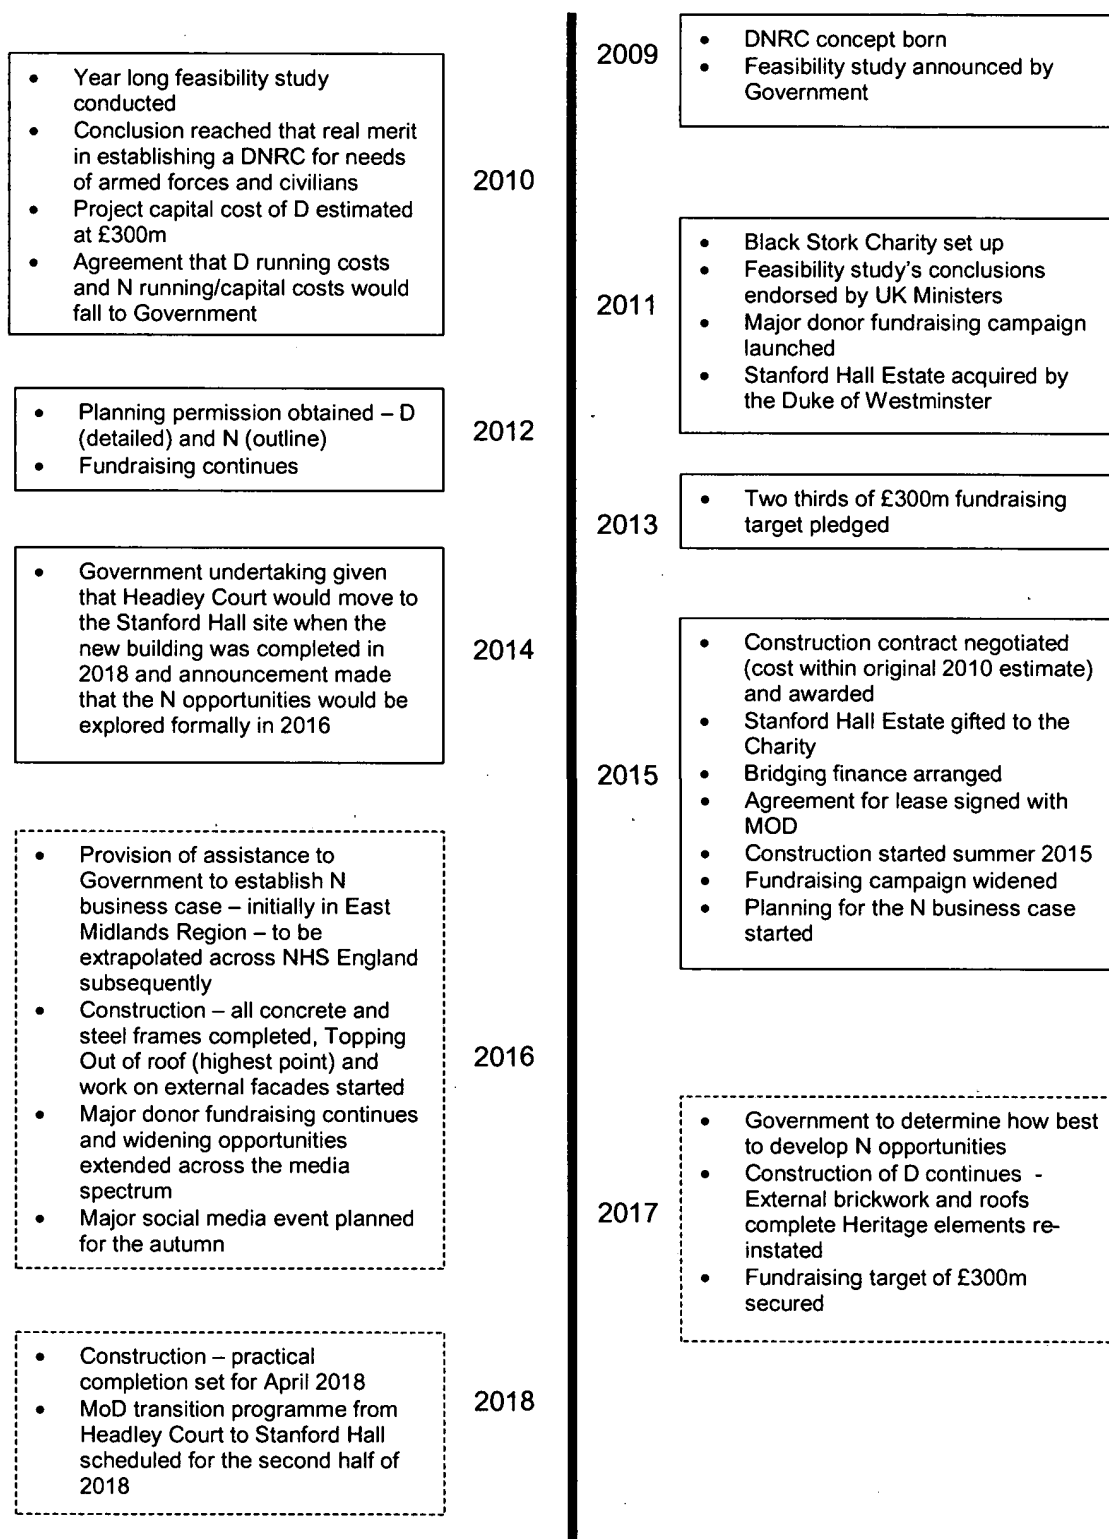 2009
• DNRC concept born
• Feasibility study announced by
Government
• Year long feasibility study
conducted
• Conclusion reached that real merit
in establishing a DNRC for needs
of armed forces and civilians
• Project capital cost of D estimated
at £300m
• Agreement that D running costs
and N running/capital costs would
fall to Government
2010
2011
• Black Stork Charity set up
• Feasibility study's conclusions
endorsed by UK Ministers
• Major donor fundraising campaign
launched
• Stanford Hall Estate acquired by
the Duke of Westminster
• Planning permission obtained – D
(detailed) and N (outline)
• Fundraising continues
2012
2013
• Two thirds of £300m fundraising
target pledged
• Government undertaking given
that Headley Court would move to
the Stanford Hall site when the
new building was completed in
2018 and announcement made
that the N opportunities would be
explored formally in 2016
2014
2015
• Construction contract negotiated
(cost within original 2010 estimate)
and awarded
• Stanford Hall Estate gifted to the
Charity
• Bridging finance arranged
• Agreement for lease signed with
MOD
• Construction started summer 2015
• Fundraising campaign widened
• Planning for the N business case
started
• Provision of assistance to
Government to establish N
business case – initially in East
Midlands Region – to be
extrapolated across NHS England
subsequently
• Construction – all concrete and
steel frames completed, Topping
Out of roof (highest point) and
work on external facades started
• Major donor fundraising continues
and widening opportunities
extended across the media
spectrum
• Major social media event planned
for the autumn
2016
2017
• Government to determine how best
to develop N opportunities
• Construction of D continues -
External brickwork and roofs
complete Heritage elements re-
instated
• Fundraising target of £300m
secured
• Construction – practical
completion set for April 2018
• MoD transition programme from
Headley Court to Stanford Hall
scheduled for the second half of
2018
2018